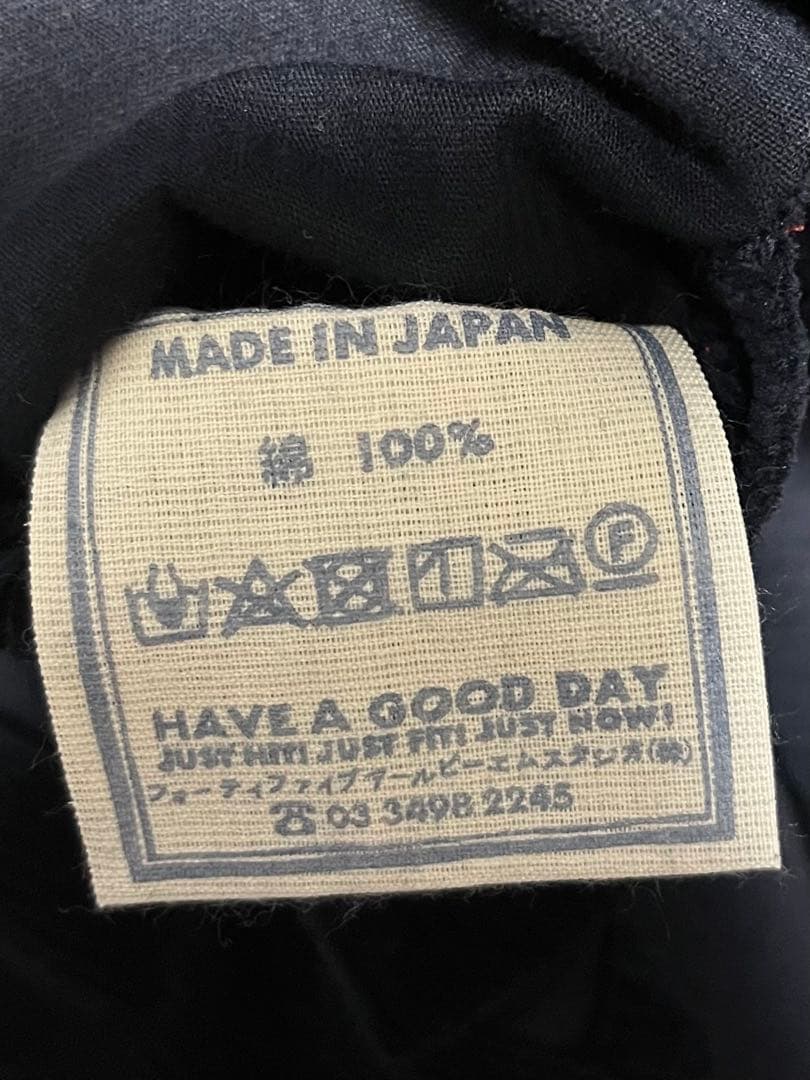 MADE IN JAPAN
綿 100%
F
HAVE A GOOD DAY
JUST HIT! JUST FIT! JUST NOW!
フォーティファイブアールピーエムスタジオ(株)
☎ 03 3498 2245